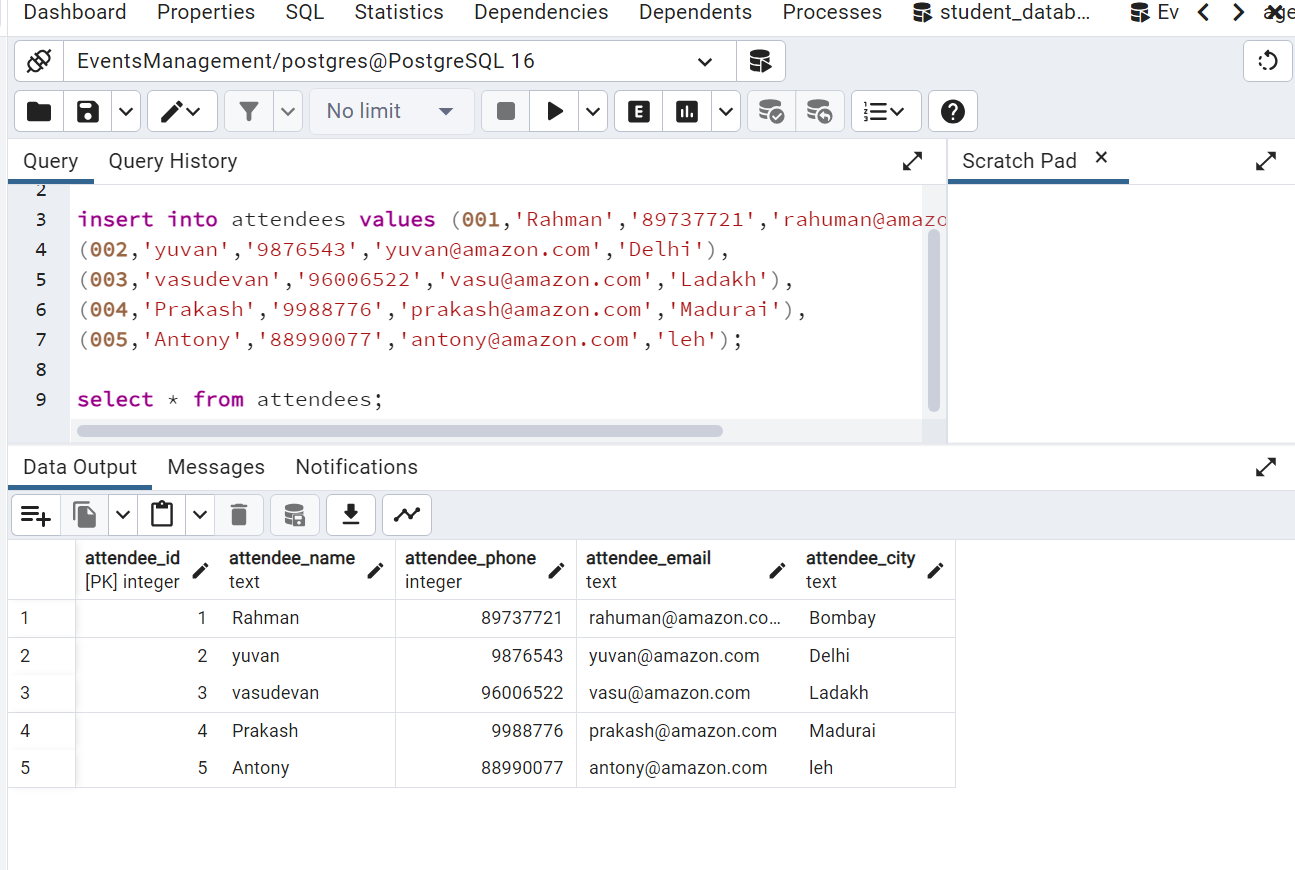 Dashboard Properties SQL Statistics Dependencies Dependents Processes student_datab... Ev
EventsManagement/postgres@PostgreSQL 16
No limit E
Query Query History Scratch Pad
2
3 insert into attendees values (001,'Rahman','89737721','rahuman@amazo
4 (002,'yuvan','9876543','yuvan@amazon.com','Delhi'),
5 (003,'vasudevan','96006522','vasu@amazon.com','Ladakh'),
6 (004,'Prakash','9988776','prakash@amazon.com','Madurai'),
7 (005,'Antony','88990077','antony@amazon.com','leh');
8
9 select * from attendees;
Data Output Messages Notifications
attendee_id attendee_name attendee_phone attendee_email attendee_city
[PK] integer text integer text text
1 1 Rahman 89737721 rahuman@amazon.co... Bombay
2 2 yuvan 9876543 yuvan@amazon.com Delhi
3 3 vasudevan 96006522 vasu@amazon.com Ladakh
4 4 Prakash 9988776 prakash@amazon.com Madurai
5 5 Antony 88990077 antony@amazon.com leh